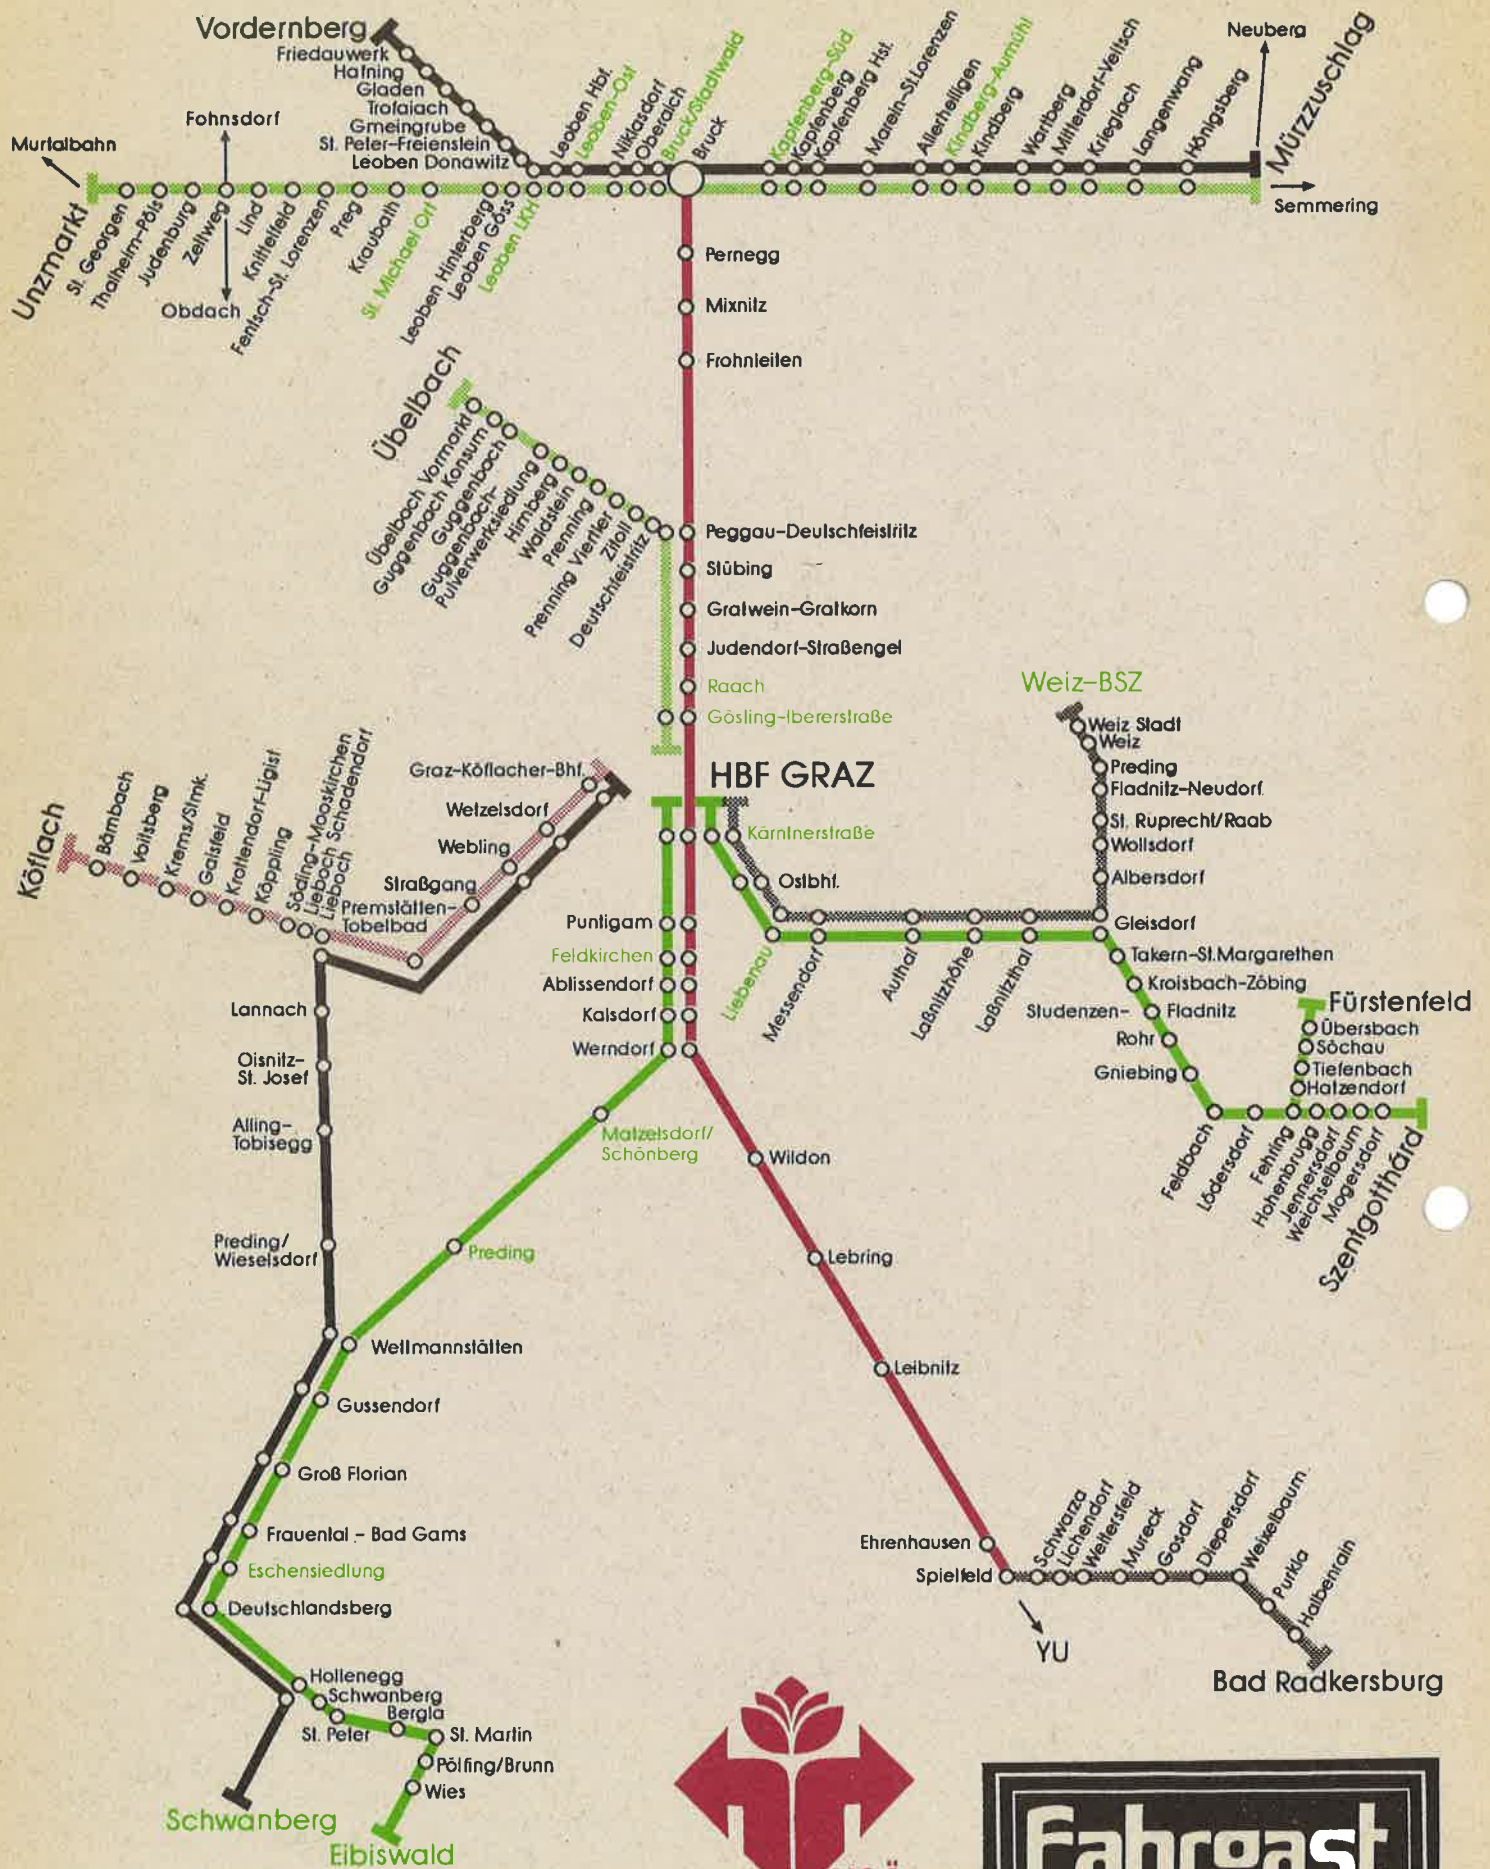 Vordernberg
Friedauwerk
Hafning
Gladen
Trofaiach
Gmeingrube
St. Peter-Freienstein
Leoben Donawitz
Leoben Hbf.
Leoben-Ost
Niklasdorf
Oberaich
Bruck/Stadtwald
Bruck
Kapfenberg-Süd
Kapfenberg
Kapfenberg Hst.
Marein-St.Lorenzen
Allerheiligen
Kindberg-Aumühl
Kindberg
Wartberg
Mitterdorf-Veitsch
Krieglach
Langenwang
Hönigsberg
Neuberg
Mürzzuschlag
Semmering
Murtalbahn
Fohnsdorf
Unzmarkt
St. Georgen
Thalheim-Pöls
Judenburg
Zeltweg
Obdach
Lind
Knittelfeld
Fentsch-St. Lorenzen
Preg
Kraubath
St. Michael Ort
Leoben Hinterberg
Leoben Göss
Leoben LKH
Pernegg
Mixnitz
Frohnleiten
Übelbach
Übelbach Vormarkt
Guggenbach Konsum
Guggenbach
Guggenbach-
Pulverwerksiedlung
Himberg
Waldstein
Prenning
Prenning Viertler
Zitoll
Deutschfeistritz
Peggau-Deutschfeistritz
Stübing
Gratwein-Gratkorn
Judendorf-Straßengel
Raach
Gösting-Ibererstraße
HBF GRAZ
Kärntnerstraße
Ostbhf.
Weiz-BSZ
Weiz Stadt
Weiz
Preding
Fladnitz-Neudorf
St. Ruprecht/Raab
Wollsdorf
Albersdorf
Gleisdorf
Liebenau
Messendorf
Authal
Laßnitzhöhe
Laßnitzthal
Takern-St.Margarethen
Kroisbach-Zöbing
Studenzen- Fladnitz
Rohr
Gniebing
Fürstenfeld
Übersbach
Söchau
Tiefenbach
Hatzendorf
Feldbach
Lödersdorf
Fehring
Hohenbrugg
Jennersdorf
Weichselbaum
Mogersdorf
Szentgotthárd
Köflach
Bärnbach
Voitsberg
Krems/Stmk.
Gaisfeld
Krottendorf-Ligist
Köppling
Söding-Mooskirchen
Lieboch Schadendorf
Lieboch
Graz-Köflacher-Bhf.
Wetzelsdorf
Webling
Straßgang
Premstätten-
Tobelbad
Puntigam
Feldkirchen
Abtissendorf
Kalsdorf
Werndorf
Lannach
Oisnitz-
St. Josef
Alling-
Tobisegg
Preding/
Wieselsdorf
Matzelsdorf/
Schönberg
Preding
Wettmannstätten
Gussendorf
Groß Florian
Frauental - Bad Gams
Eschensiedlung
Deutschlandsberg
Hollenegg
Schwanberg
St. Peter
Bergla
St. Martin
Pölfing/Brunn
Wies
Schwanberg
Eibiswald
Wildon
Lebring
Leibnitz
Ehrenhausen
Spielfeld
YU
Schwarza
Lichendorf
Weitersfeld
Mureck
Gosdorf
Diepersdorf
Weixelbaum
Purkla
Halbenrain
Bad Radkersburg
Fahrgast